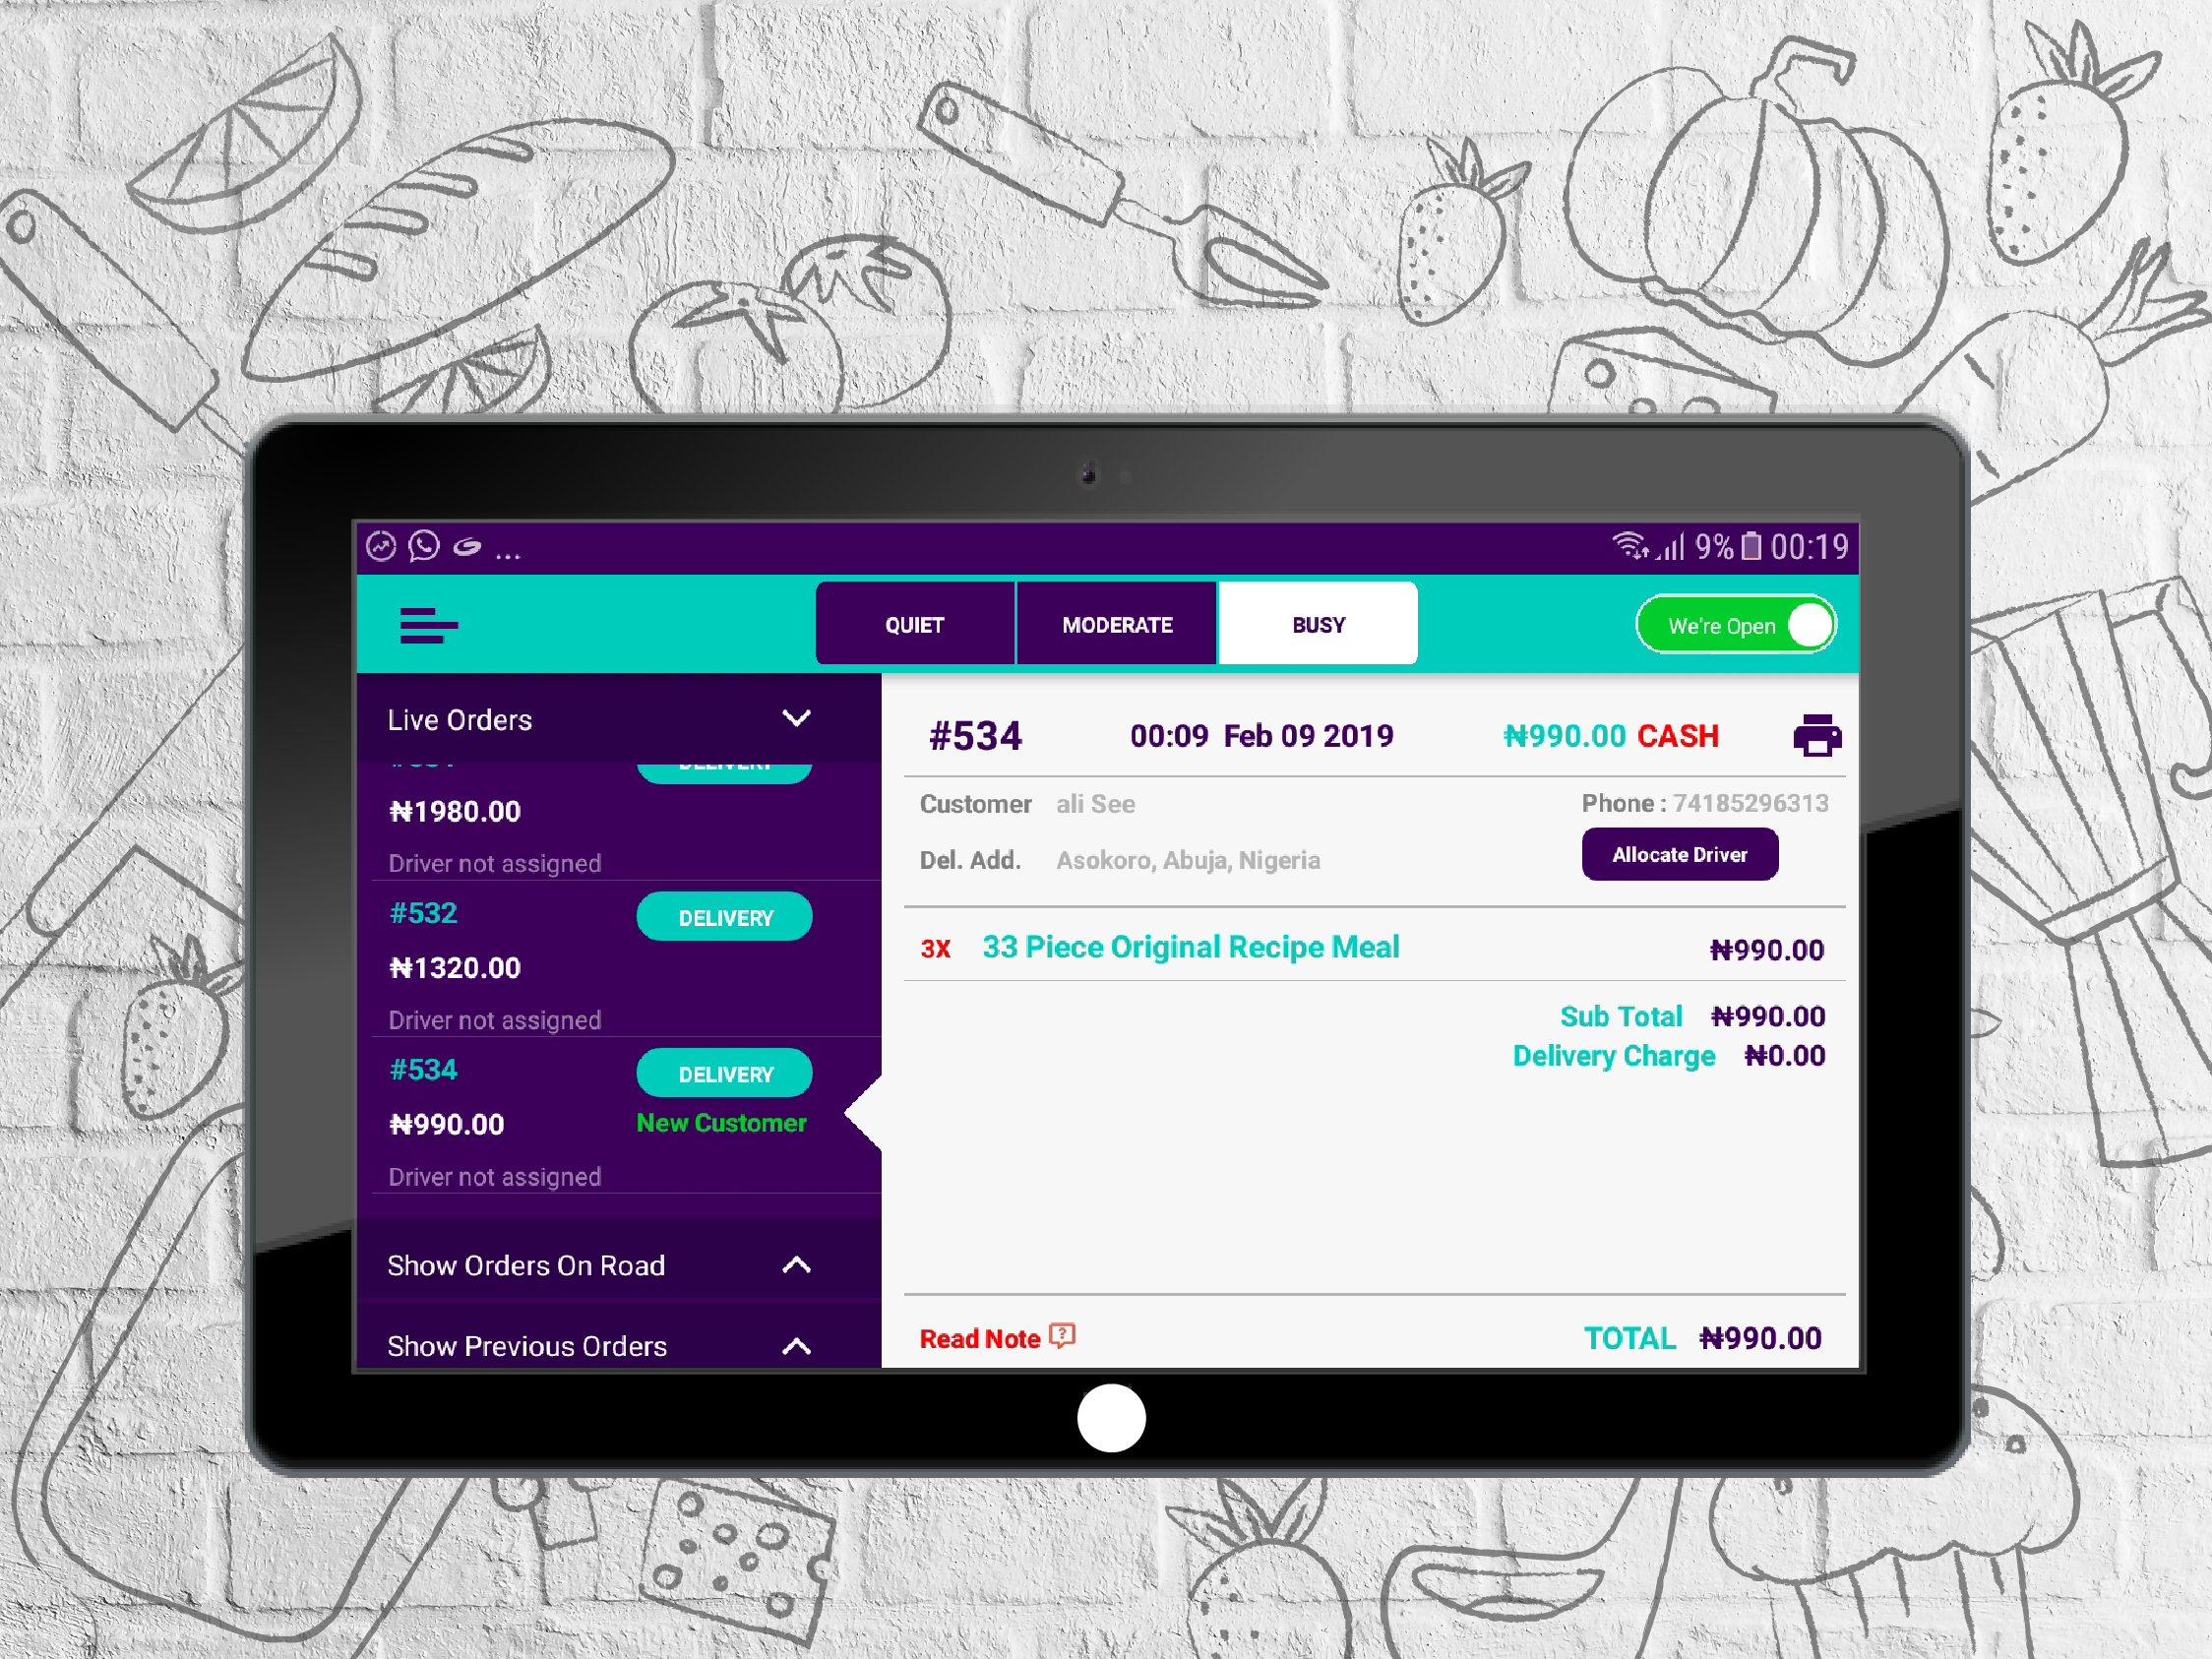 ... 9% 00:19
QUIET MODERATE BUSY We're Open
Live Orders
DELIVERY
₦1980.00
Driver not assigned
#532 DELIVERY
₦1320.00
Driver not assigned
#534 DELIVERY
₦990.00 New Customer
Driver not assigned
Show Orders On Road
Show Previous Orders
#534 00:09 Feb 09 2019 ₦990.00 CASH
Customer ali See Phone : 74185296313
Del. Add. Asokoro, Abuja, Nigeria Allocate Driver
3X 33 Piece Original Recipe Meal ₦990.00
Sub Total ₦990.00
Delivery Charge ₦0.00
Read Note TOTAL ₦990.00